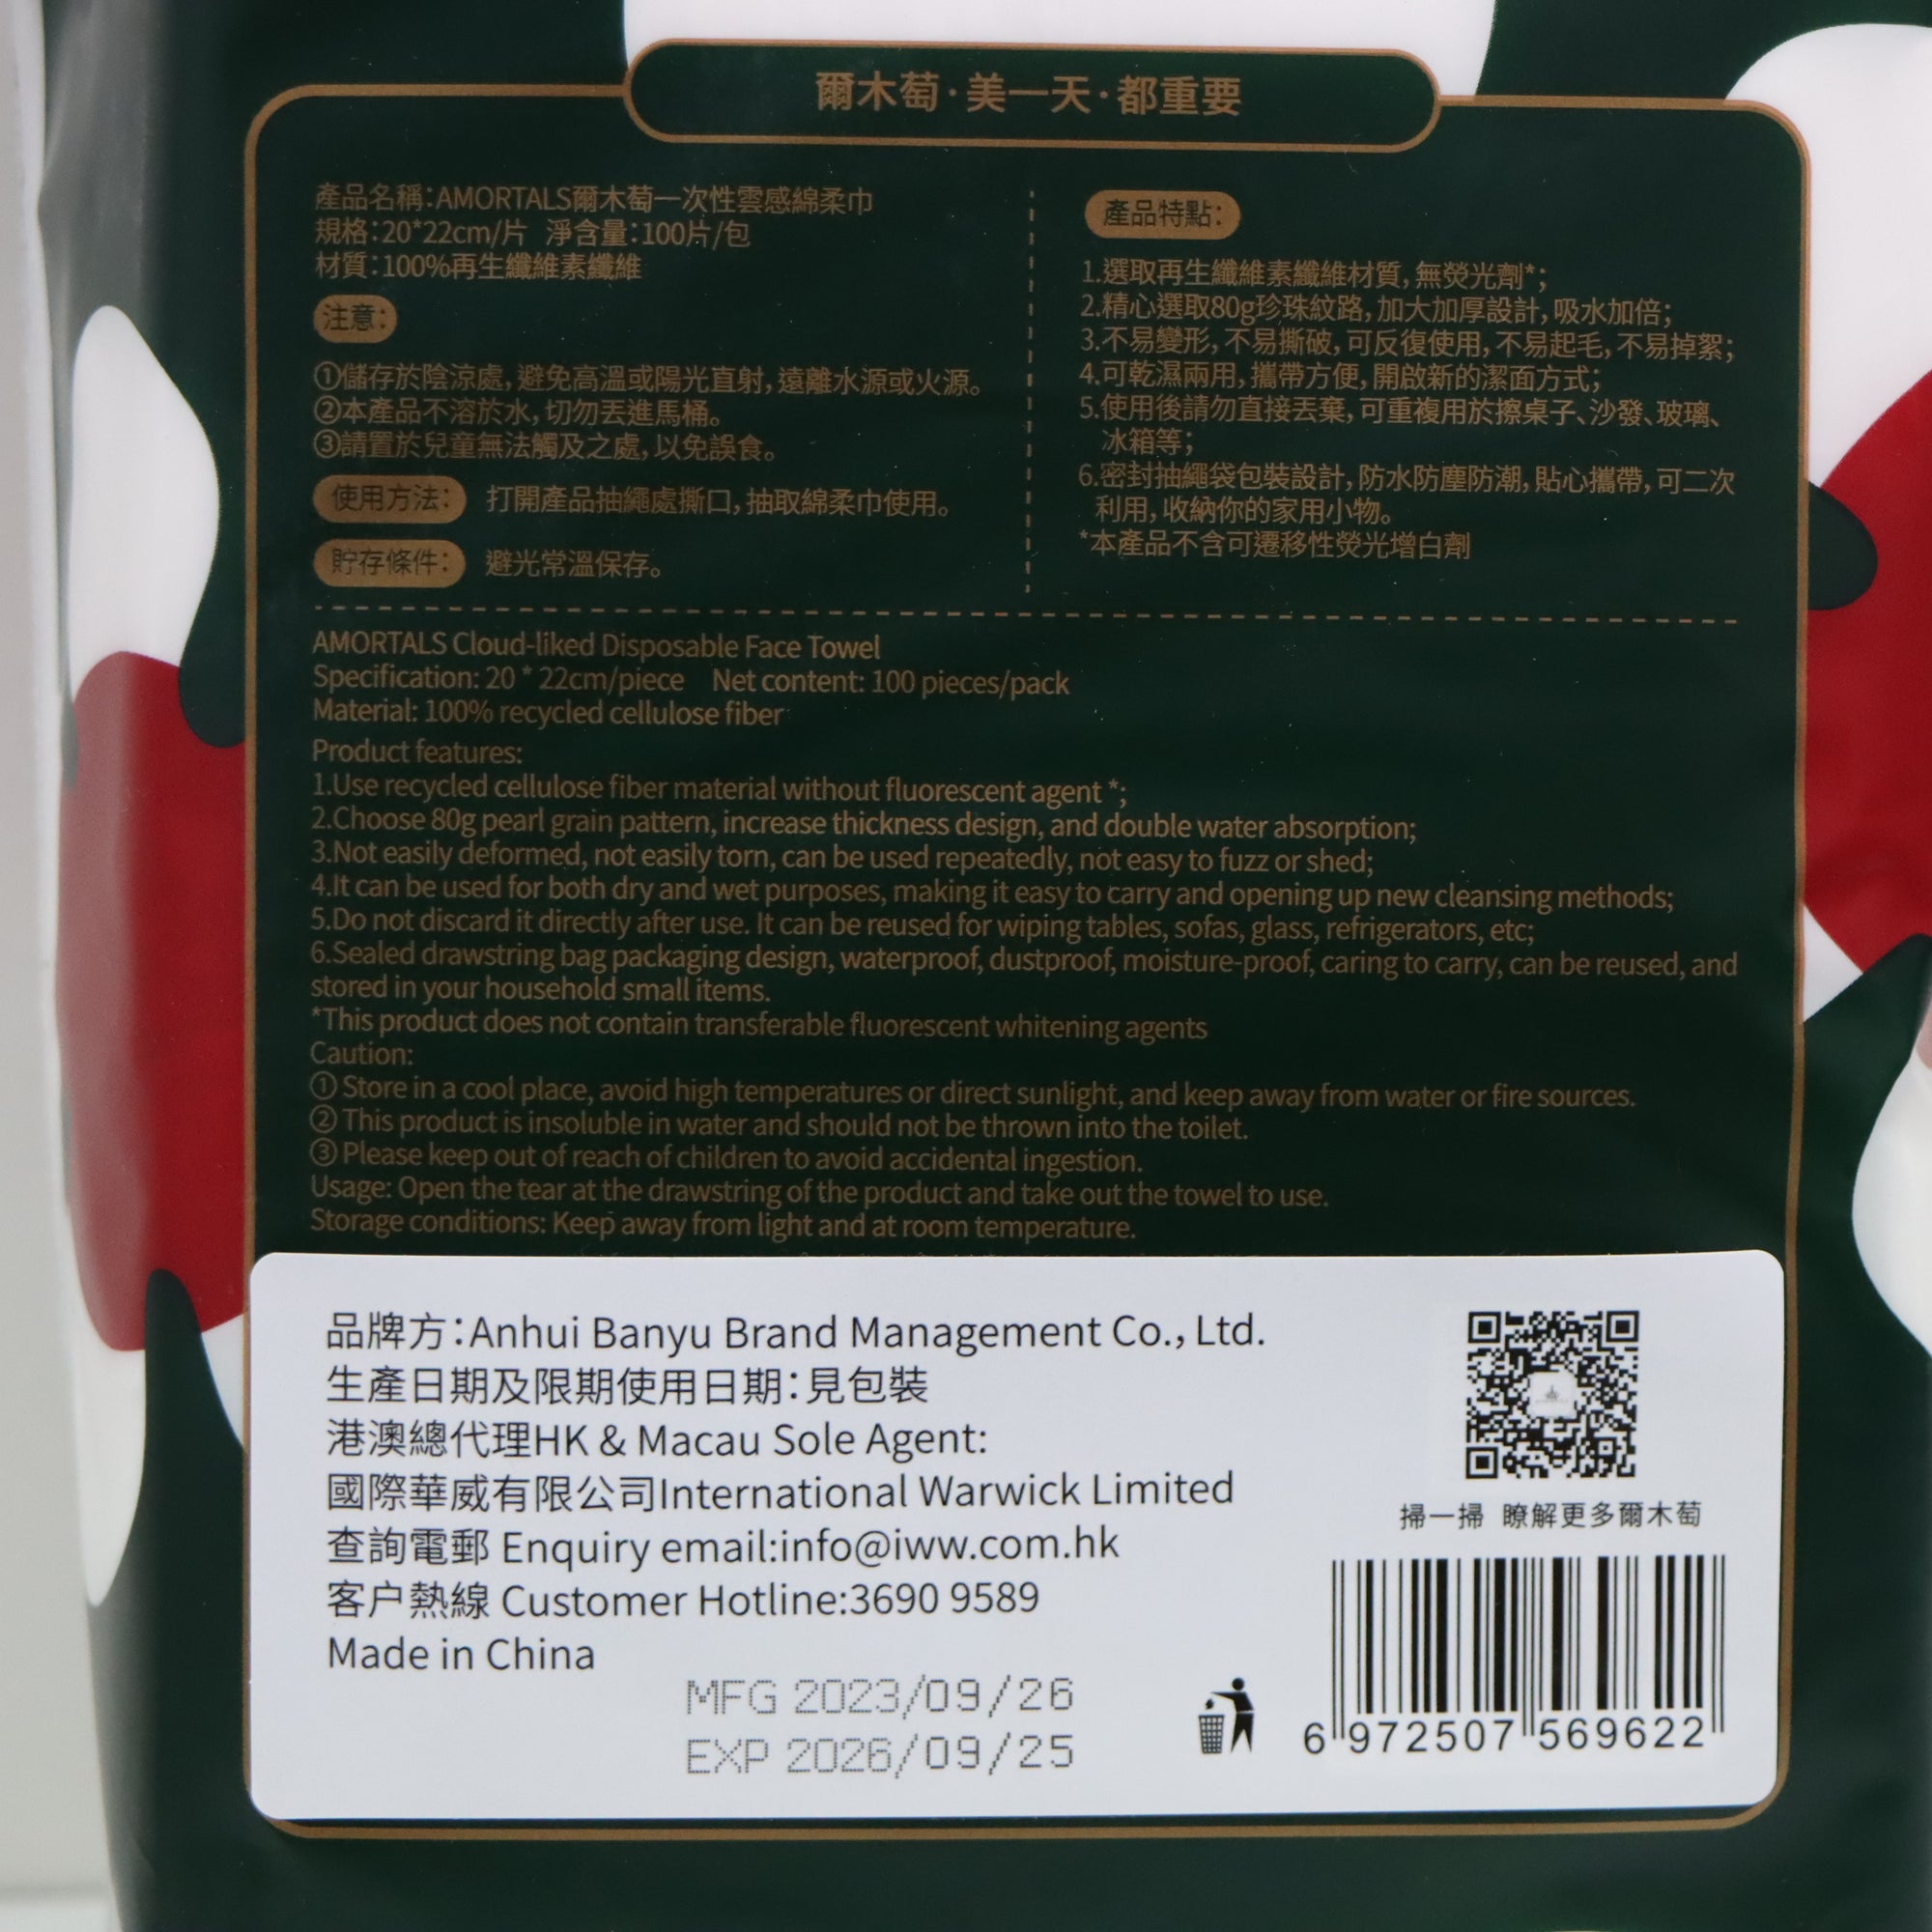 爾木萄·美一天·都重要
產品名稱:AMORTALS爾木萄一次性雲感綿柔巾
規格:20*22cm/片 淨含量:100片/包
材質:100%再生纖維素纖維
注意:
①儲存於陰涼處,避免高溫或陽光直射,遠離水源或火源。
②本產品不溶於水,切勿丟進馬桶。
③請置於兒童無法觸及之處,以免誤食。
使用方法: 打開產品抽繩處撕口,抽取綿柔巾使用。
貯存條件: 避光常溫保存。
產品特點:
1.選取再生纖維素纖維材質,無熒光劑*;
2.精心選取80g珍珠紋路,加大加厚設計,吸水加倍;
3.不易變形,不易撕破,可反復使用,不易起毛,不易掉絮;
4.可乾濕兩用,攜帶方便,開啟新的潔面方式;
5.使用後請勿直接丟棄,可重複用於擦桌子、沙發、玻璃、
冰箱等;
6.密封抽繩袋包裝設計,防水防塵防潮,貼心攜帶,可二次
利用,收納你的家用小物。
*本產品不含可遷移性熒光增白劑
AMORTALS Cloud-liked Disposable Face Towel
Specification: 20 * 22cm/piece Net content: 100 pieces/pack
Material: 100% recycled cellulose fiber
Product features:
1.Use recycled cellulose fiber material without fluorescent agent *;
2.Choose 80g pearl grain pattern, increase thickness design, and double water absorption;
3.Not easily deformed, not easily torn, can be used repeatedly, not easy to fuzz or shed;
4.It can be used for both dry and wet purposes, making it easy to carry and opening up new cleansing methods;
5.Do not discard it directly after use. It can be reused for wiping tables, sofas, glass, refrigerators, etc;
6.Sealed drawstring bag packaging design, waterproof, dustproof, moisture-proof, caring to carry, can be reused, and
stored in your household small items.
*This product does not contain transferable fluorescent whitening agents
Caution:
① Store in a cool place, avoid high temperatures or direct sunlight, and keep away from water or fire sources.
② This product is insoluble in water and should not be thrown into the toilet.
③ Please keep out of reach of children to avoid accidental ingestion.
Usage: Open the tear at the drawstring of the product and take out the towel to use.
Storage conditions: Keep away from light and at room temperature.
品牌方:Anhui Banyu Brand Management Co., Ltd.
生產日期及限期使用日期:見包裝
港澳總代理HK & Macau Sole Agent:
國際華威有限公司International Warwick Limited
查詢電郵 Enquiry email:info@iww.com.hk
客户熱線 Customer Hotline:3690 9589
Made in China
MFG 2023/09/26
EXP 2026/09/25
掃一掃 瞭解更多爾木萄
6 972507 569622